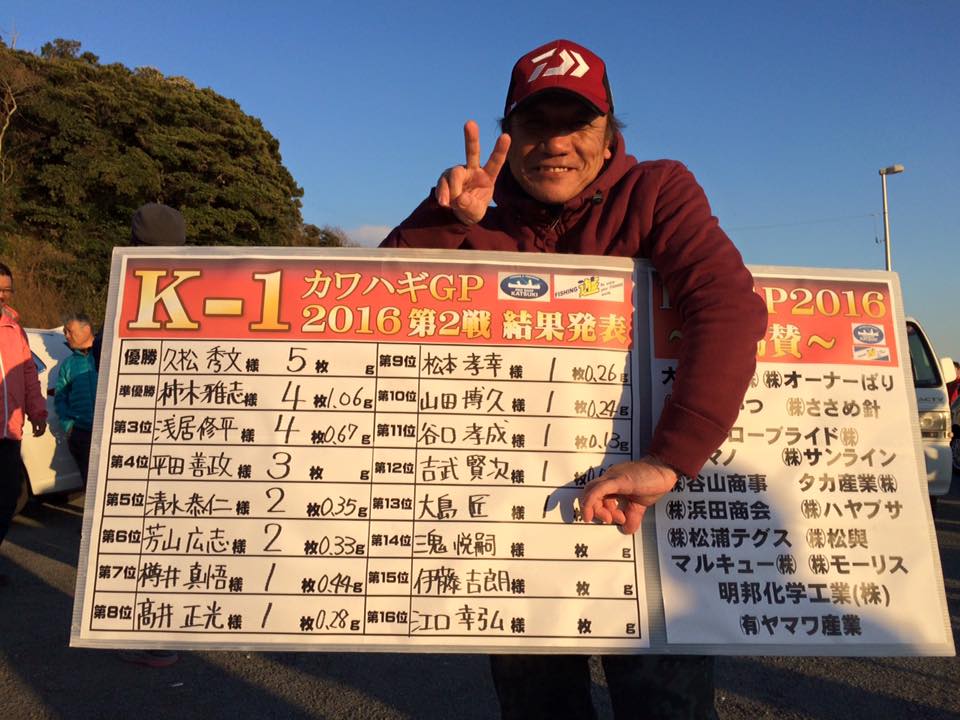 K-1 カワハギGP
2016 第2戦 結果発表
KATSUKI
FISHING 遊
優勝 久松 秀文 様 5 枚 g
準優勝 柿木 雅志 様 4 枚 1.06 g
第3位 浅居 修平 様 4 枚 0.67 g
第4位 平田 善政 様 3 枚 g
第5位 清水 恭仁 様 2 枚 0.35 g
第6位 芳山 広志 様 2 枚 0.33 g
第7位 樽井 真悟 様 1 枚 0.44 g
第8位 髙井 正光 様 1 枚 0.28 g
第9位 松本 孝幸 様 1 枚 0.26 g
第10位 山田 博久 様 1 枚 0.24 g
第11位 谷口 孝成 様 1 枚 0.13 g
第12位 吉武 賢次 様 1 枚
第13位 大島 匠 様 1
第14位 悦嗣 様 枚 g
第15位 伊藤 吉朗 様 枚 g
第16位 江口 幸弘 様 枚 g
P2016
賛～
㈱オーナーばり
㈱ささめ針
ロープライド㈱
マノ ㈱サンライン
㈱谷山商事 タカ産業㈱
㈱浜田商会 ㈱ハヤブサ
㈱松浦テグス ㈱松與
マルキュー㈱ ㈱モーリス
明邦化学工業(株)
㈲ヤマワ産業